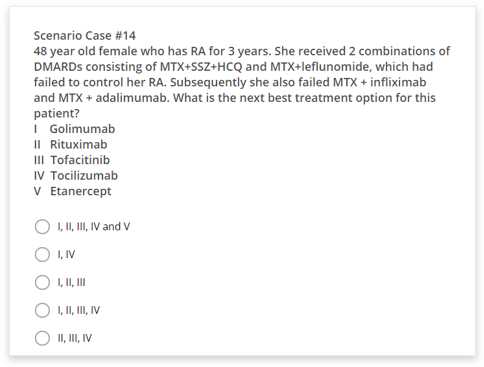 Scenario Case #14
48 year old female who has RA for 3 years. She received 2 combinations of
DMARDs consisting of MTX+SSZ+HCQ and MTX+leflunomide, which had
failed to control her RA. Subsequently she also failed MTX + infliximab
and MTX + adalimumab. What is the next best treatment option for this
patient?
I Golimumab
II Rituximab
III Tofacitinib
IV Tocilizumab
V Etanercept
I, II, III, IV and V
I, IV
I, II, III
I, II, III, IV
II, III, IV